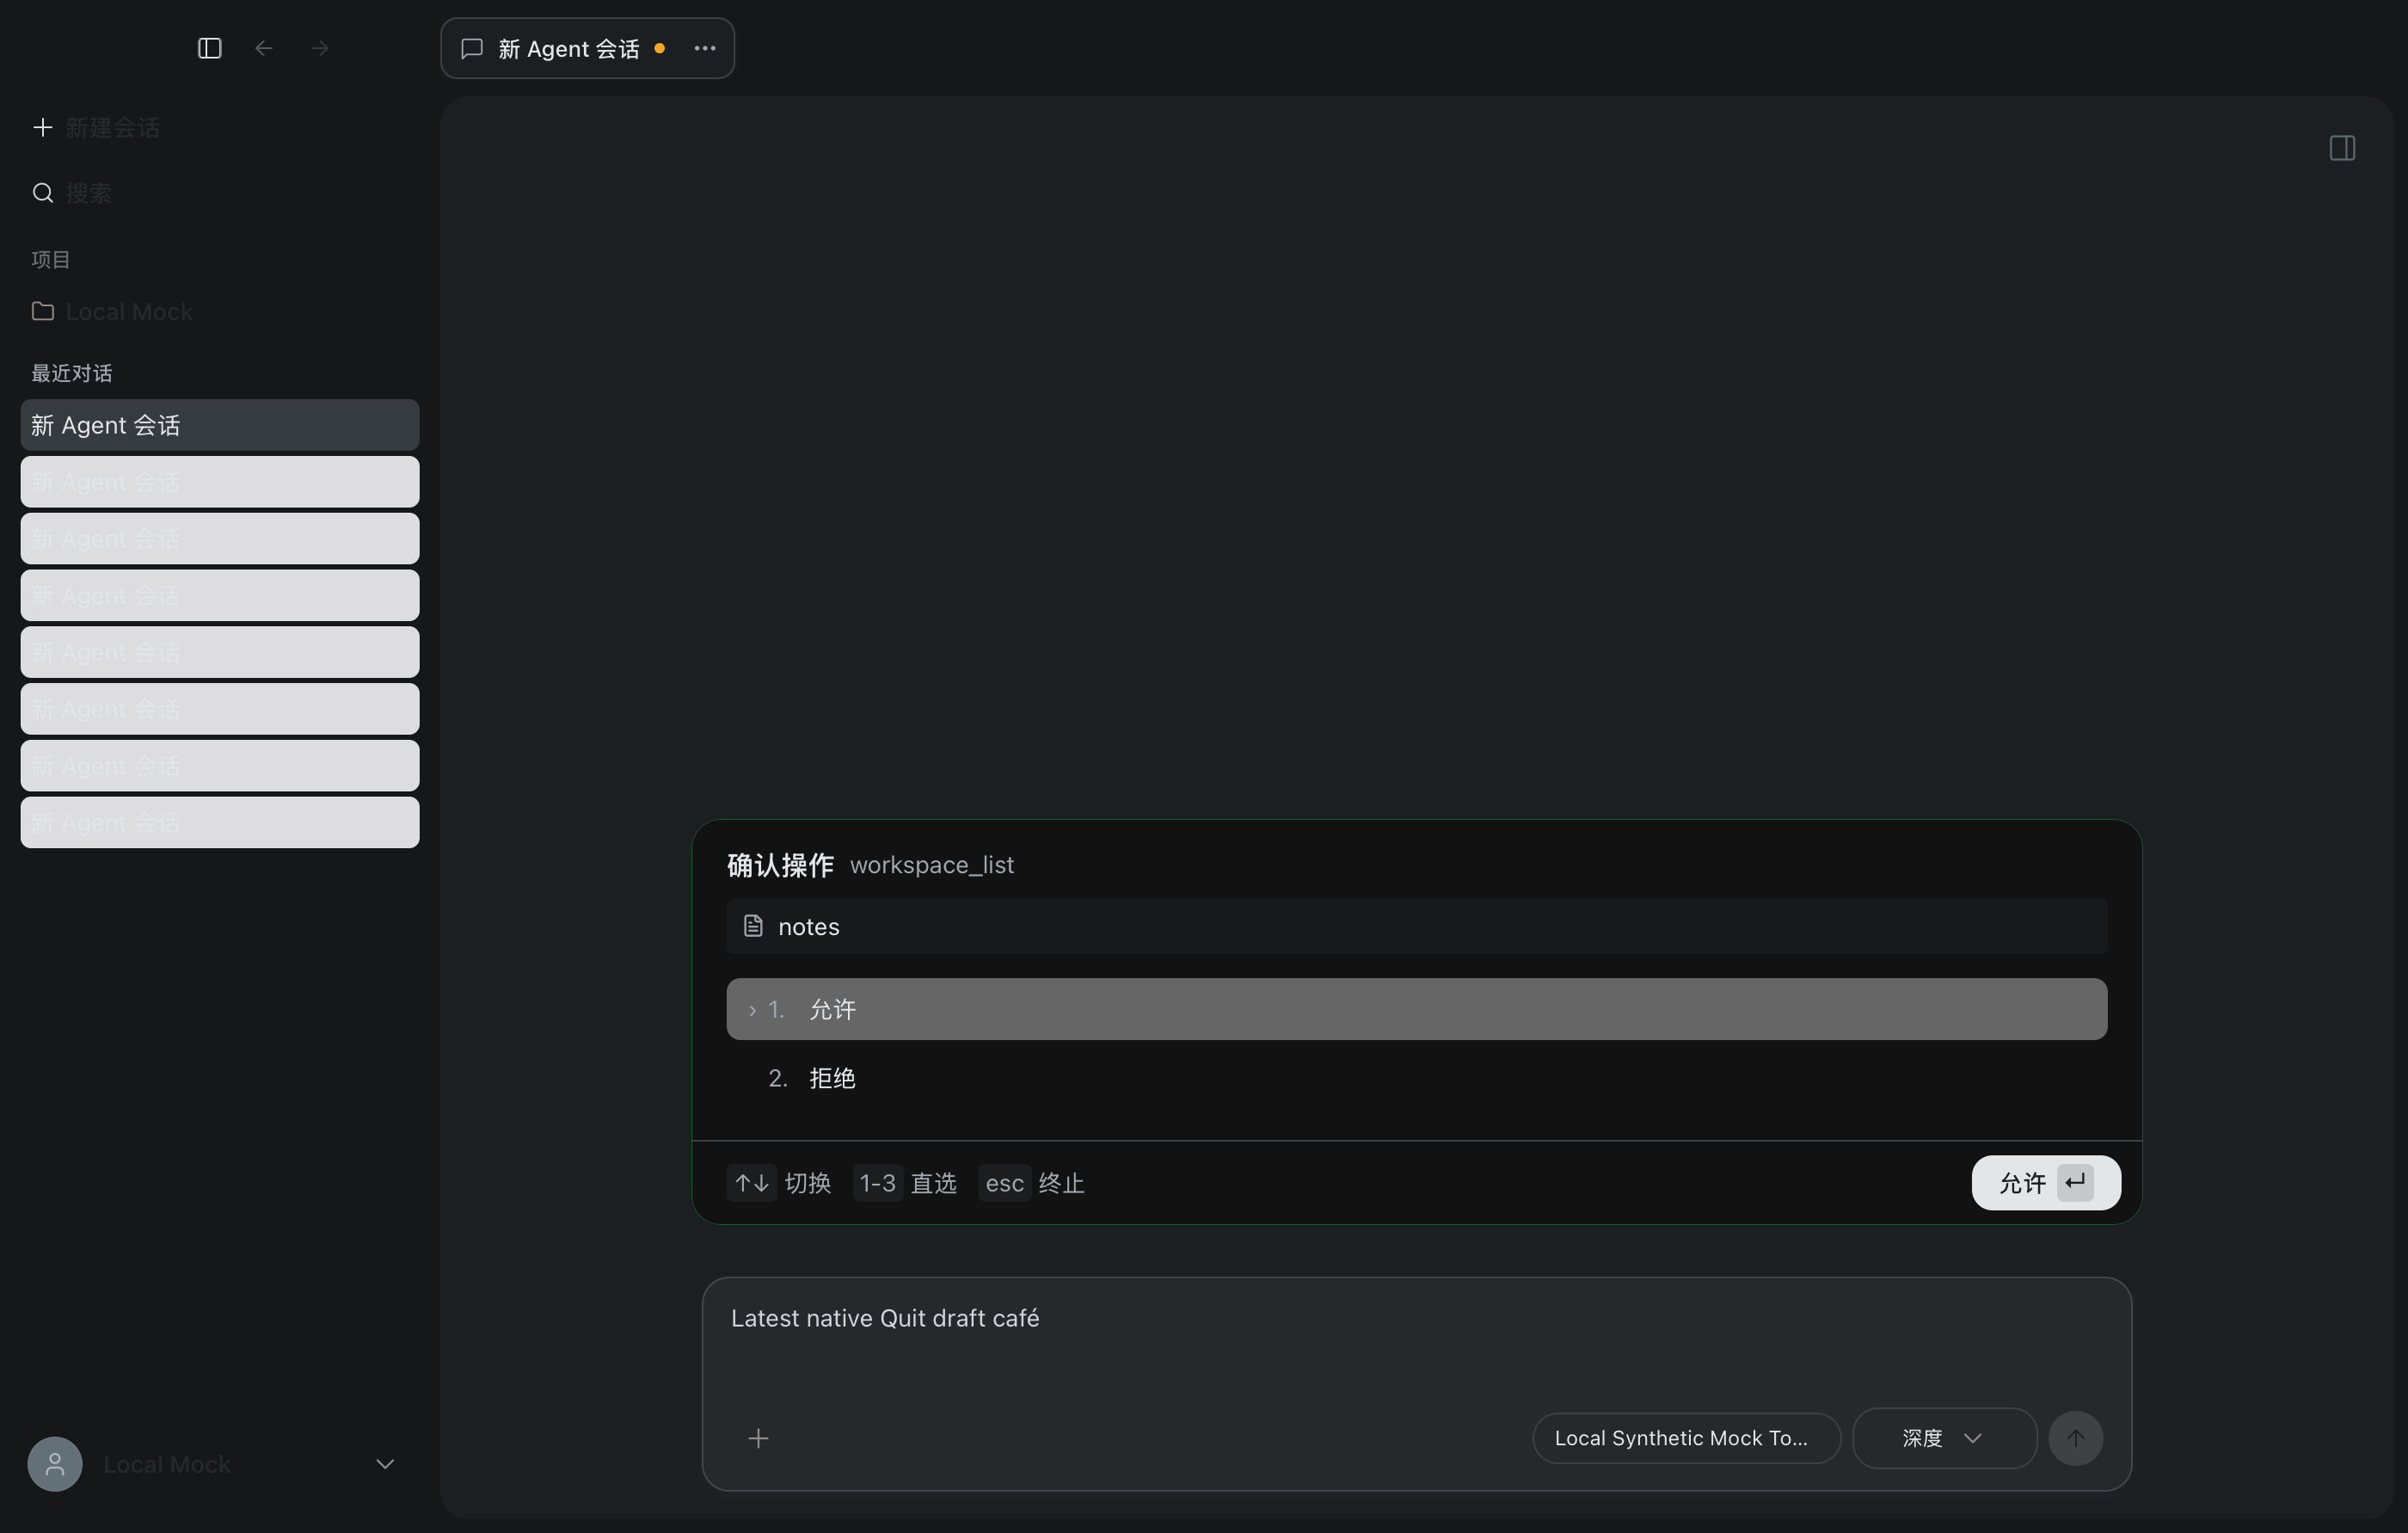 新 Agent 会话
新建会话
搜索
项目
Local Mock
最近对话
新 Agent 会话
新 Agent 会话
新 Agent 会话
新 Agent 会话
新 Agent 会话
新 Agent 会话
新 Agent 会话
新 Agent 会话
确认操作 workspace_list
notes
› 1. 允许
2. 拒绝
↑↓ 切换 1-3 直选 esc 终止
允许 ↵
Latest native Quit draft café
Local Synthetic Mock To...
深度
Local Mock